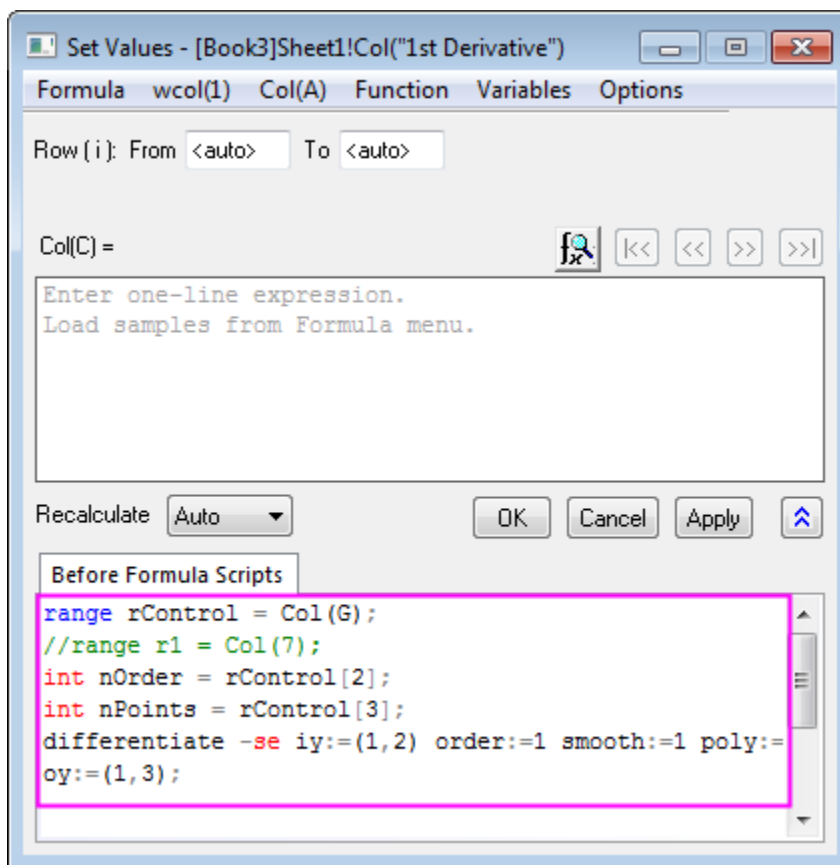 Set Values - [Book3]Sheet1!Col("1st Derivative")
Formula wcol(1) Col(A) Function Variables Options
Row ( i ): From <auto> To <auto>
Col(C) =
|<< << >> >>|
Enter one-line expression.
Load samples from Formula menu.
Recalculate Auto OK Cancel Apply
Before Formula Scripts
range rControl = Col(G);
//range r1 = Col(7);
int nOrder = rControl[2];
int nPoints = rControl[3];
differentiate -se iy:=(1,2) order:=1 smooth:=1 poly:=
oy:=(1,3);